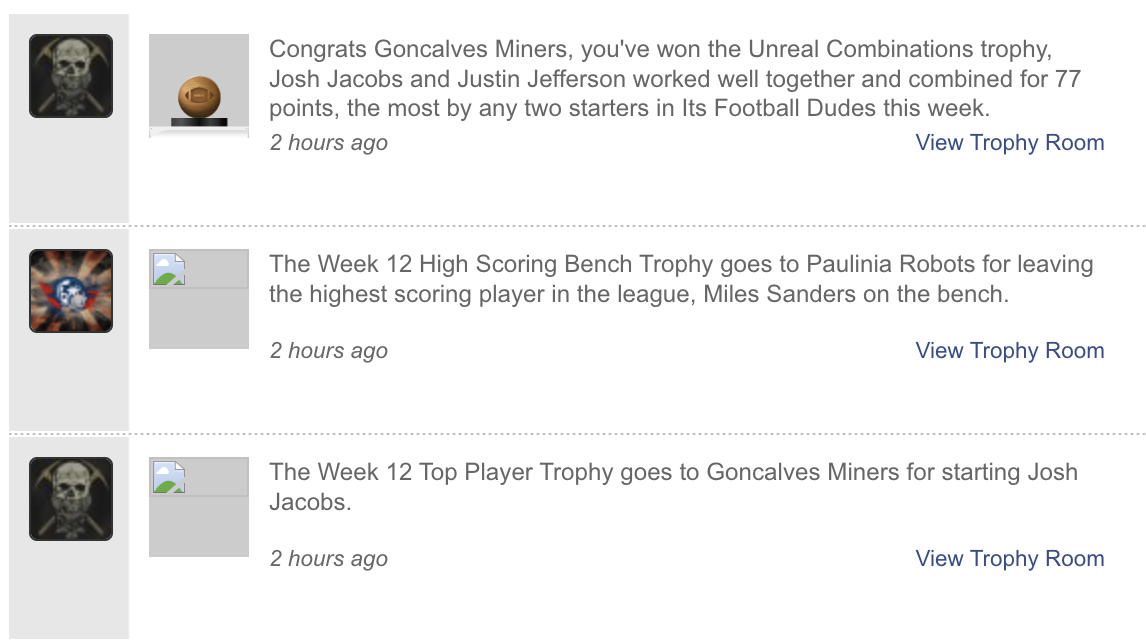 Congrats Goncalves Miners, you've won the Unreal Combinations trophy,
Josh Jacobs and Justin Jefferson worked well together and combined for 77
points, the most by any two starters in Its Football Dudes this week.
2 hours ago
View Trophy Room
The Week 12 High Scoring Bench Trophy goes to Paulinia Robots for leaving
the highest scoring player in the league, Miles Sanders on the bench.
2 hours ago
View Trophy Room
The Week 12 Top Player Trophy goes to Goncalves Miners for starting Josh
Jacobs.
2 hours ago
View Trophy Room